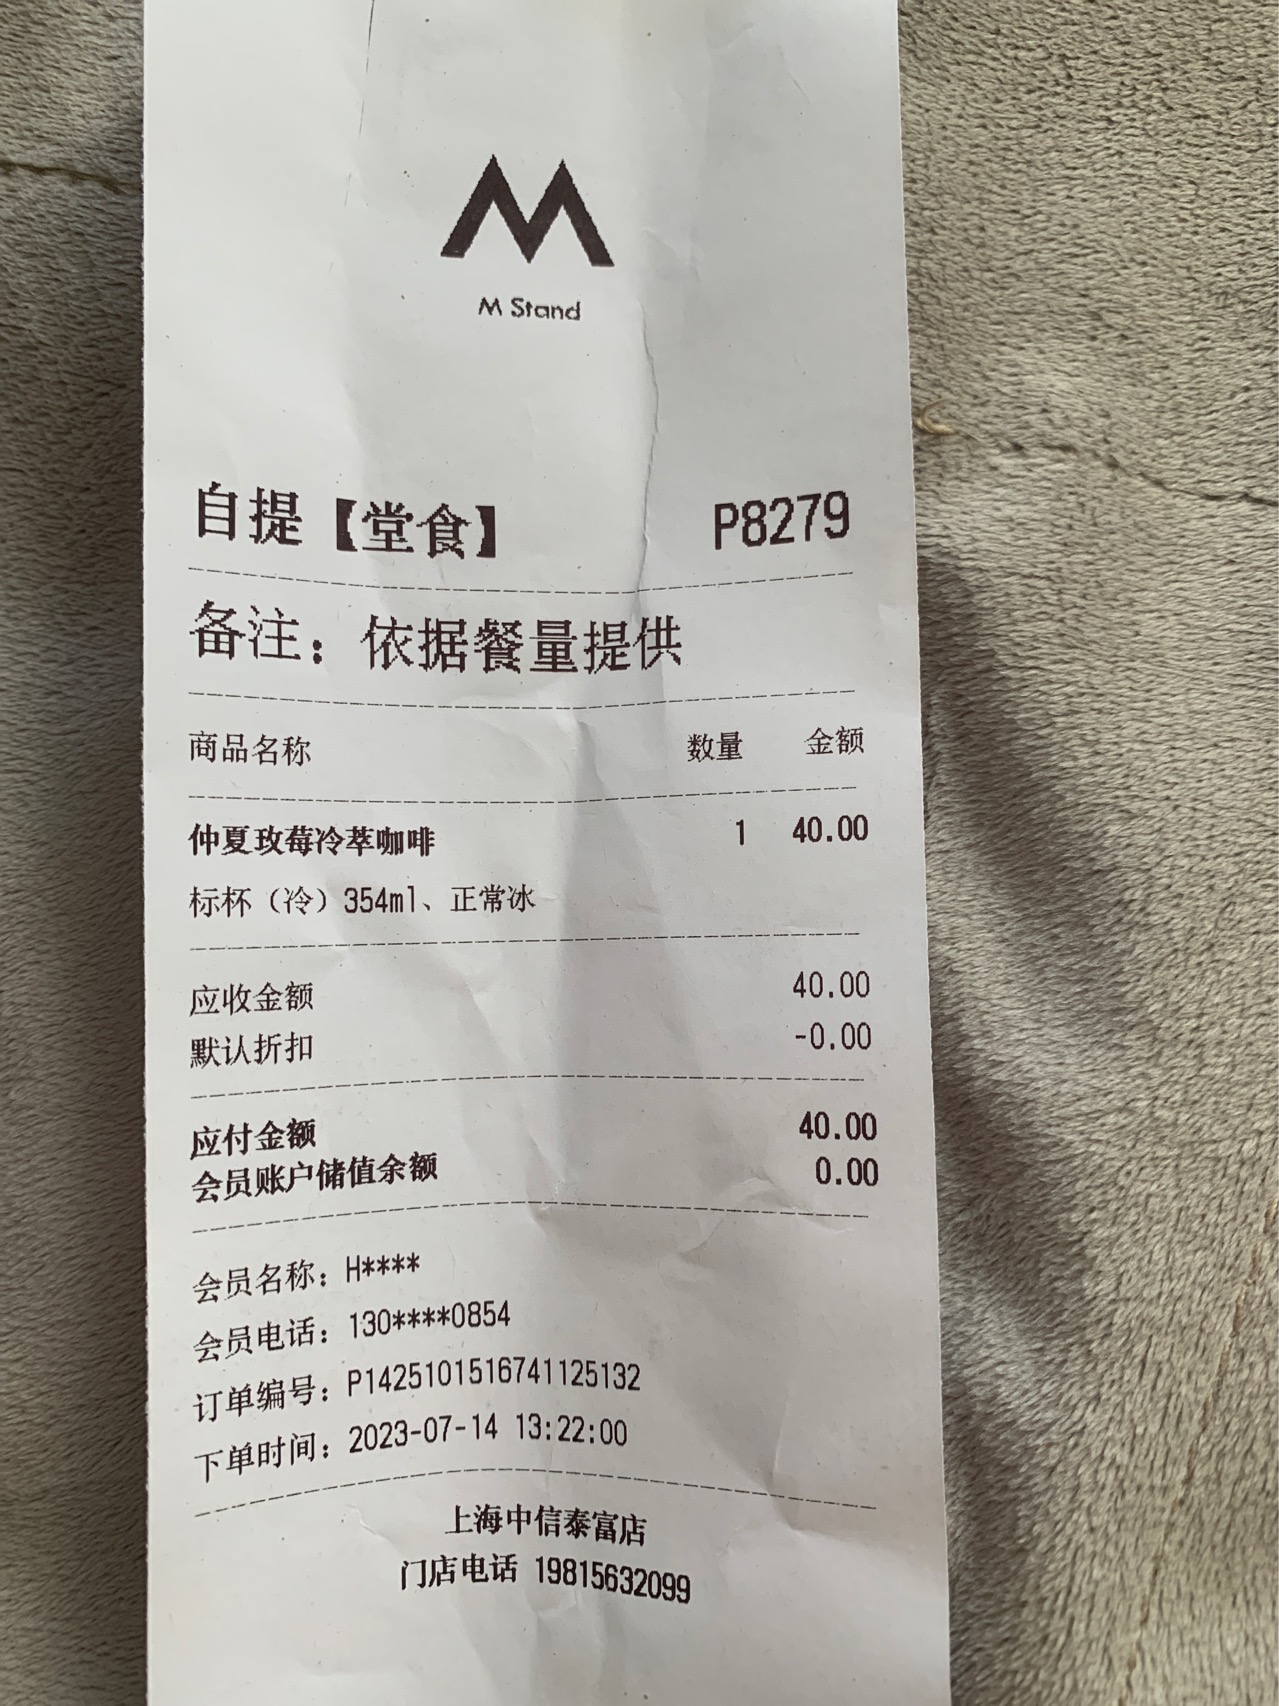 M Stand
自提【堂食】 P8279
备注：依据餐量提供
商品名称 数量 金额
仲夏玫莓冷萃咖啡 1 40.00
标杯（冷）354ml、正常冰
应收金额 40.00
默认折扣 -0.00
应付金额 40.00
会员账户储值余额 0.00
会员名称：H****
会员电话：130****0854
订单编号：P1425101516741125132
下单时间：2023-07-14 13:22:00
上海中信泰富店
门店电话 19815632099